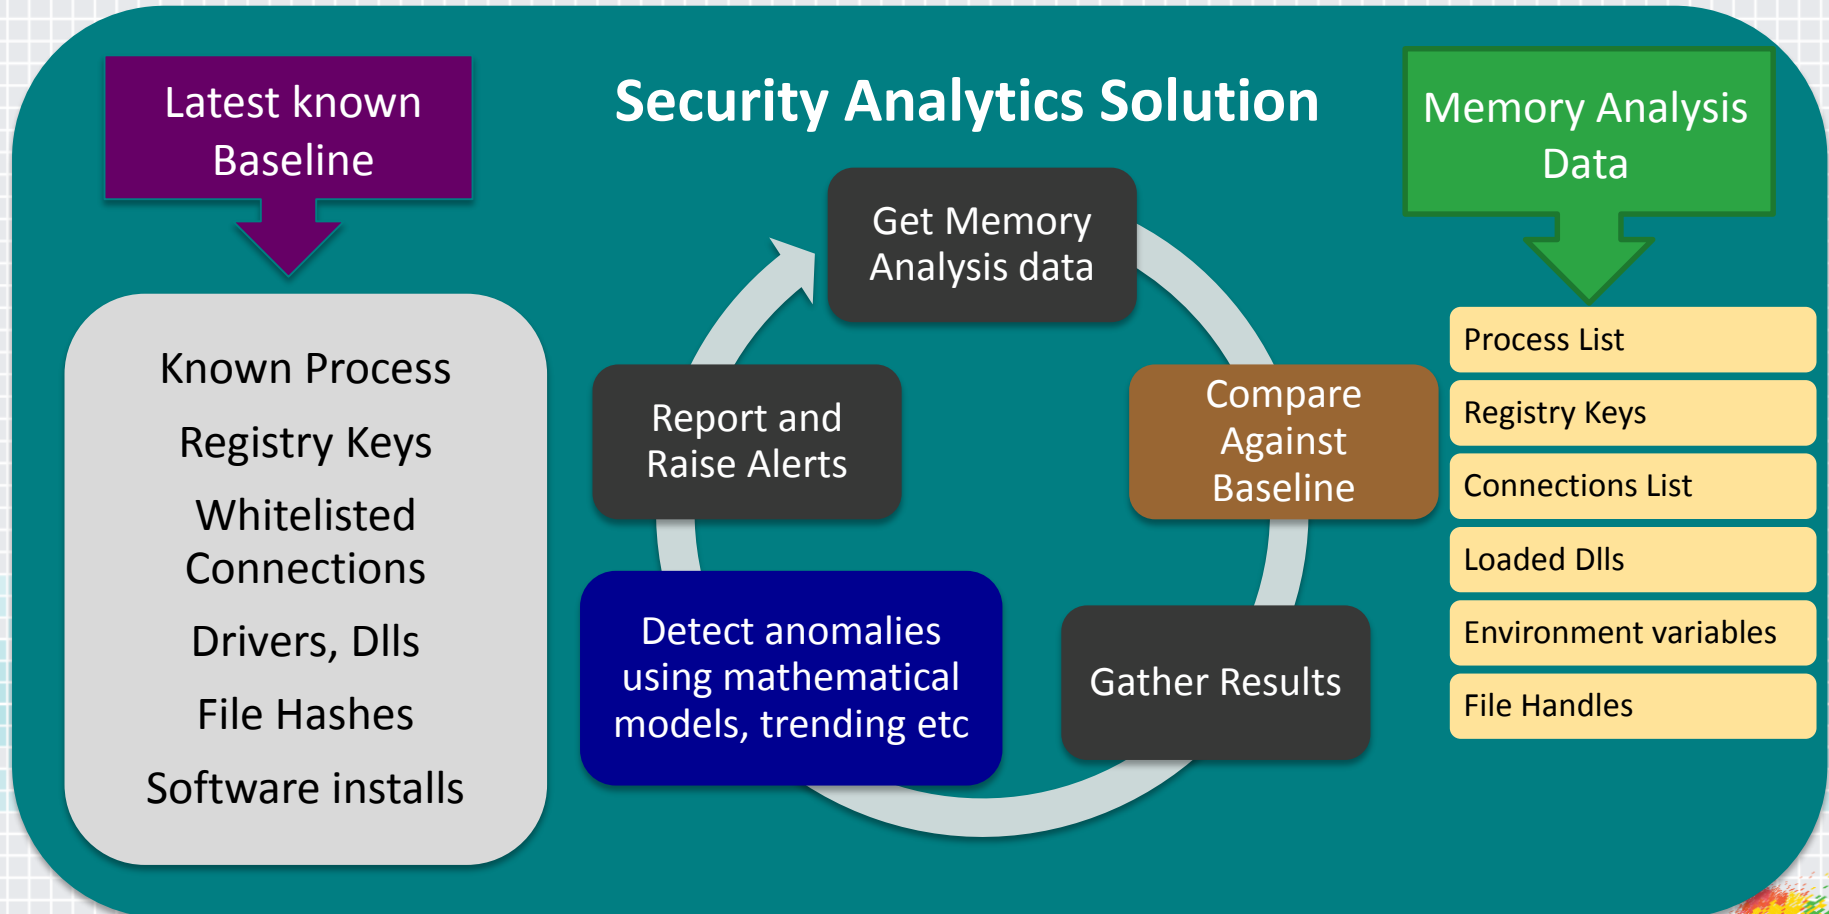 Security Analytics Solution
Latest known
Baseline
Known Process
Registry Keys
Whitelisted
Connections
Drivers, Dlls
File Hashes
Software installs
Get Memory
Analysis data
Compare
Against
Baseline
Gather Results
Detect anomalies
using mathematical
models, trending etc
Report and
Raise Alerts
Memory Analysis
Data
Process List
Registry Keys
Connections List
Loaded Dlls
Environment variables
File Handles